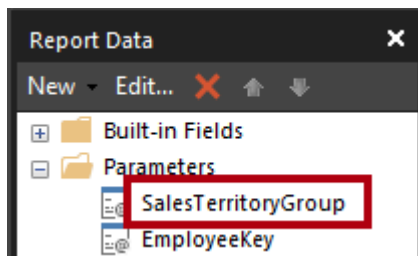 Report Data
New Edit...
Built-in Fields
Parameters
SalesTerritoryGroup
EmployeeKey